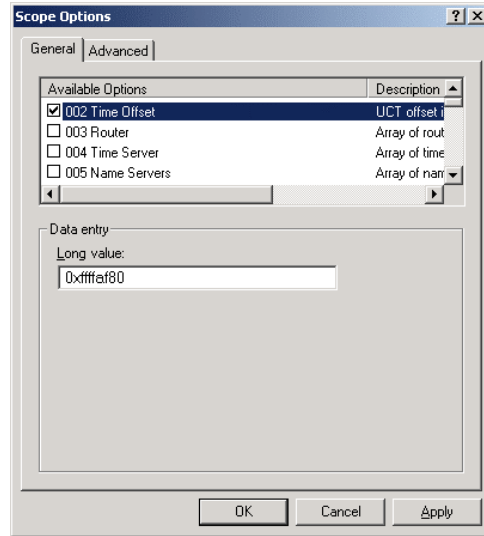 Scope Options
General Advanced
Available Options Description
002 Time Offset UCT offset i
003 Router Array of rout
004 Time Server Array of time
005 Name Servers Array of nam
Data entry
Long value:
0xffffaf80
OK Cancel Apply